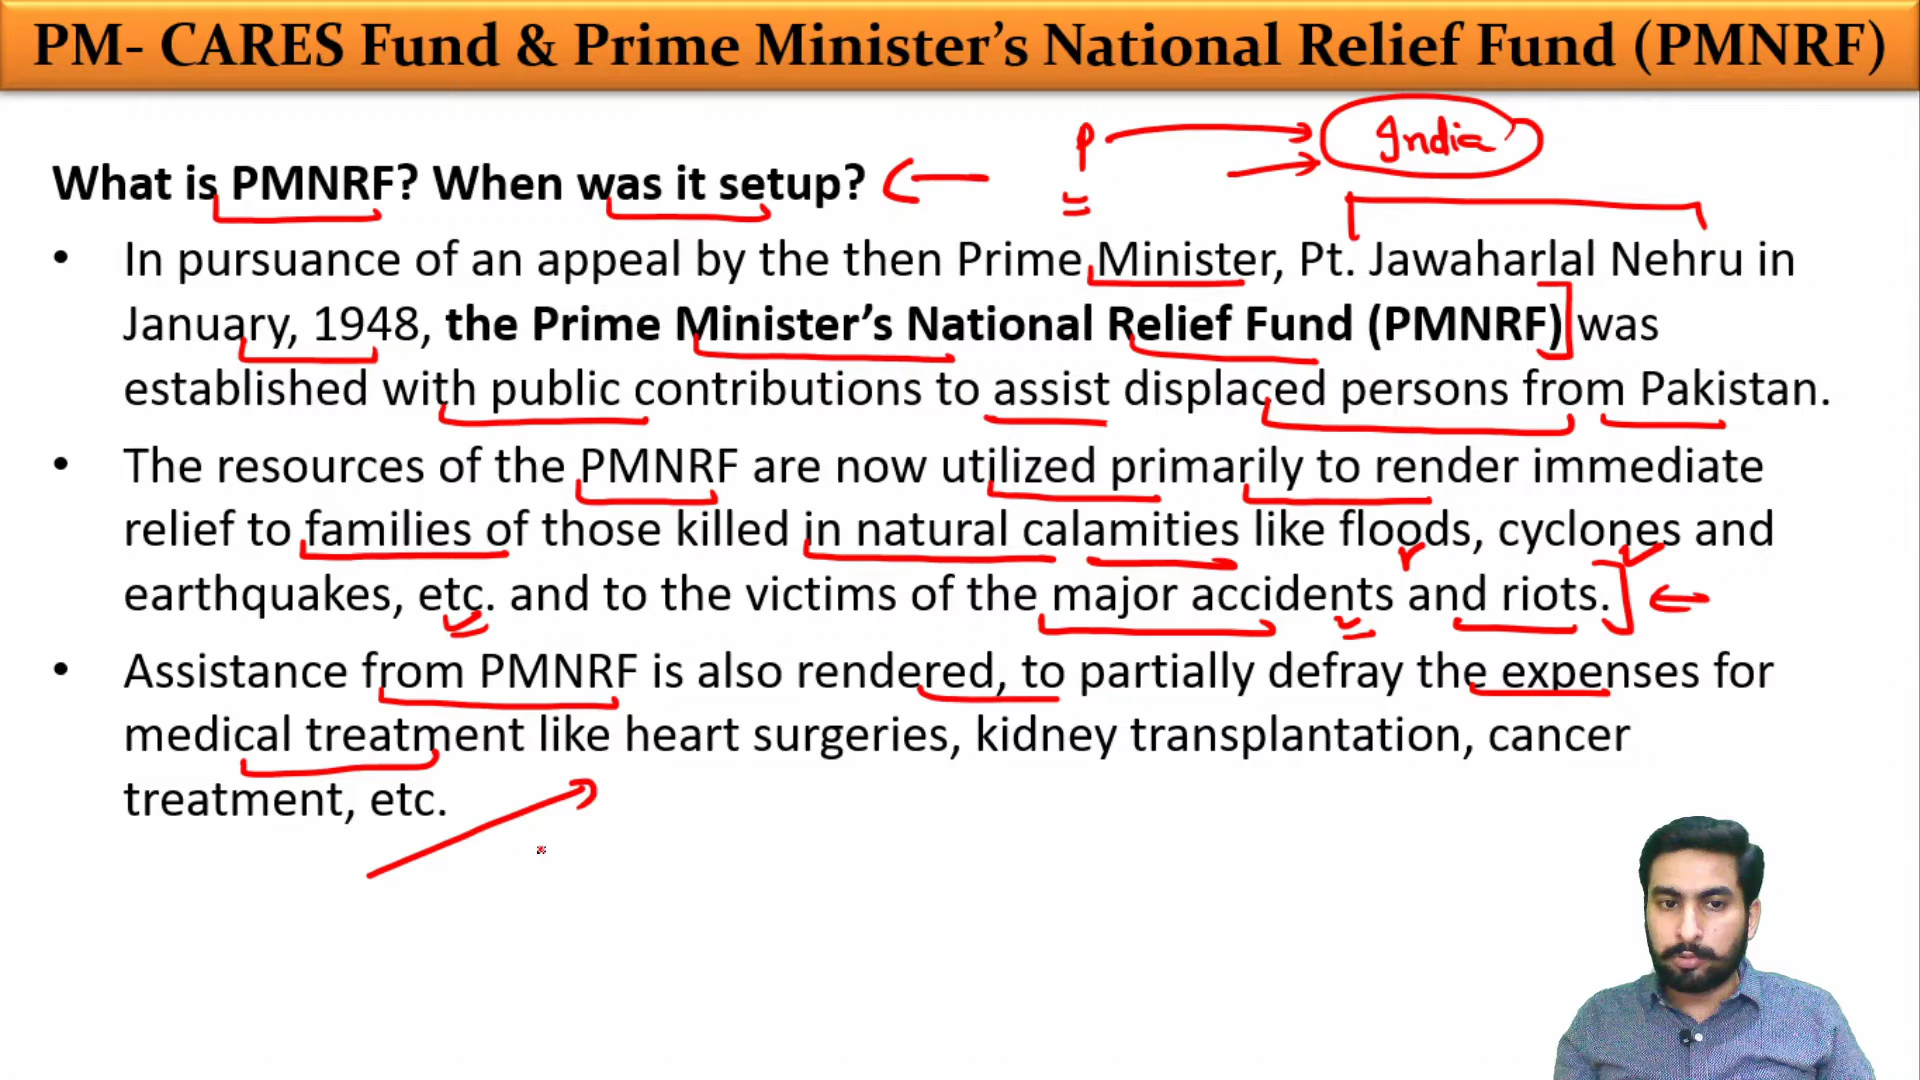 PM- CARES Fund & Prime Minister's National Relief Fund (PMNRF)
P
India
What is PMNRF? When was it setup?
• In pursuance of an appeal by the then Prime Minister, Pt. Jawaharlal Nehru in
January, 1948, the Prime Minister's National Relief Fund (PMNRF) was
established with public contributions to assist displaced persons from Pakistan.
• The resources of the PMNRF are now utilized primarily to render immediate
relief to families of those killed in natural calamities like floods, cyclones and
earthquakes, etc. and to the victims of the major accidents and riots.
• Assistance from PMNRF is also rendered, to partially defray the expenses for
medical treatment like heart surgeries, kidney transplantation, cancer
treatment, etc.